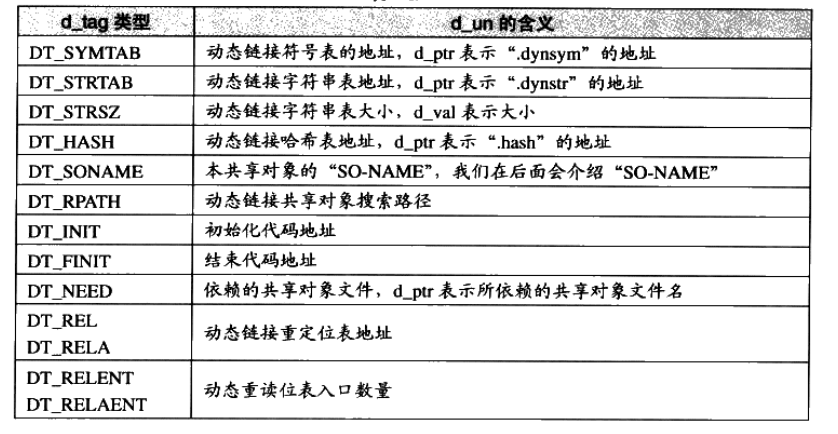 d_tag 类型 d_un 的含义
DT_SYMTAB 动态链接符号表的地址，d_ptr 表示“.dynsym”的地址
DT_STRTAB 动态链接字符串表地址，d_ptr 表示“.dynstr”的地址
DT_STRSZ 动态链接字符串表大小，d_val 表示大小
DT_HASH 动态链接哈希表地址，d_ptr 表示“.hash”的地址
DT_SONAME 本共享对象的“SO-NAME”，我们在后面会介绍“SO-NAME”
DT_RPATH 动态链接共享对象搜索路径
DT_INIT 初始化代码地址
DT_FINIT 结束代码地址
DT_NEED 依赖的共享对象文件，d_ptr 表示所依赖的共享对象文件名
DT_REL
DT_RELA
动态链接重定位表地址
DT_RELENT
DT_RELAENT
动态重读位表入口数量